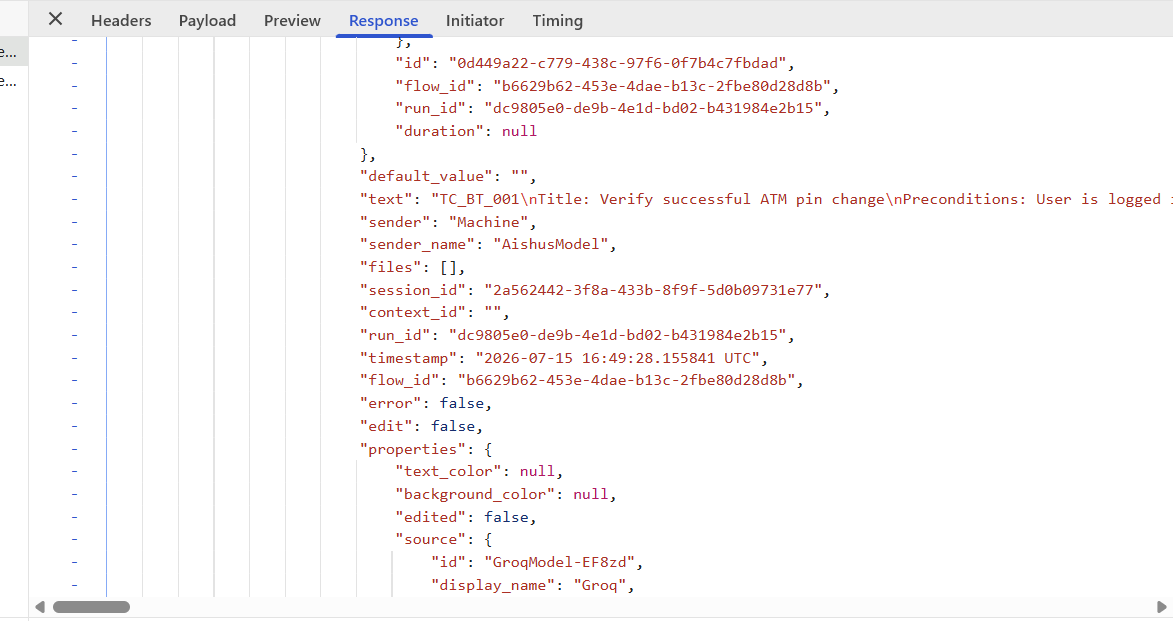 Headers Payload Preview Response Initiator Timing
e...
e...
},
"id": "0d449a22-c779-438c-97f6-0f7b4c7fbdad",
"flow_id": "b6629b62-453e-4dae-b13c-2fbe80d28d8b",
"run_id": "dc9805e0-de9b-4e1d-bd02-b431984e2b15",
"duration": null
},
"default_value": "",
"text": "TC_BT_001\nTitle: Verify successful ATM pin change\nPreconditions: User is logged
"sender": "Machine",
"sender_name": "AishusModel",
"files": [],
"session_id": "2a562442-3f8a-433b-8f9f-5d0b09731e77",
"context_id": "",
"run_id": "dc9805e0-de9b-4e1d-bd02-b431984e2b15",
"timestamp": "2026-07-15 16:49:28.155841 UTC",
"flow_id": "b6629b62-453e-4dae-b13c-2fbe80d28d8b",
"error": false,
"edit": false,
"properties": {
"text_color": null,
"background_color": null,
"edited": false,
"source": {
"id": "GroqModel-EF8zd",
"display_name": "Groq",